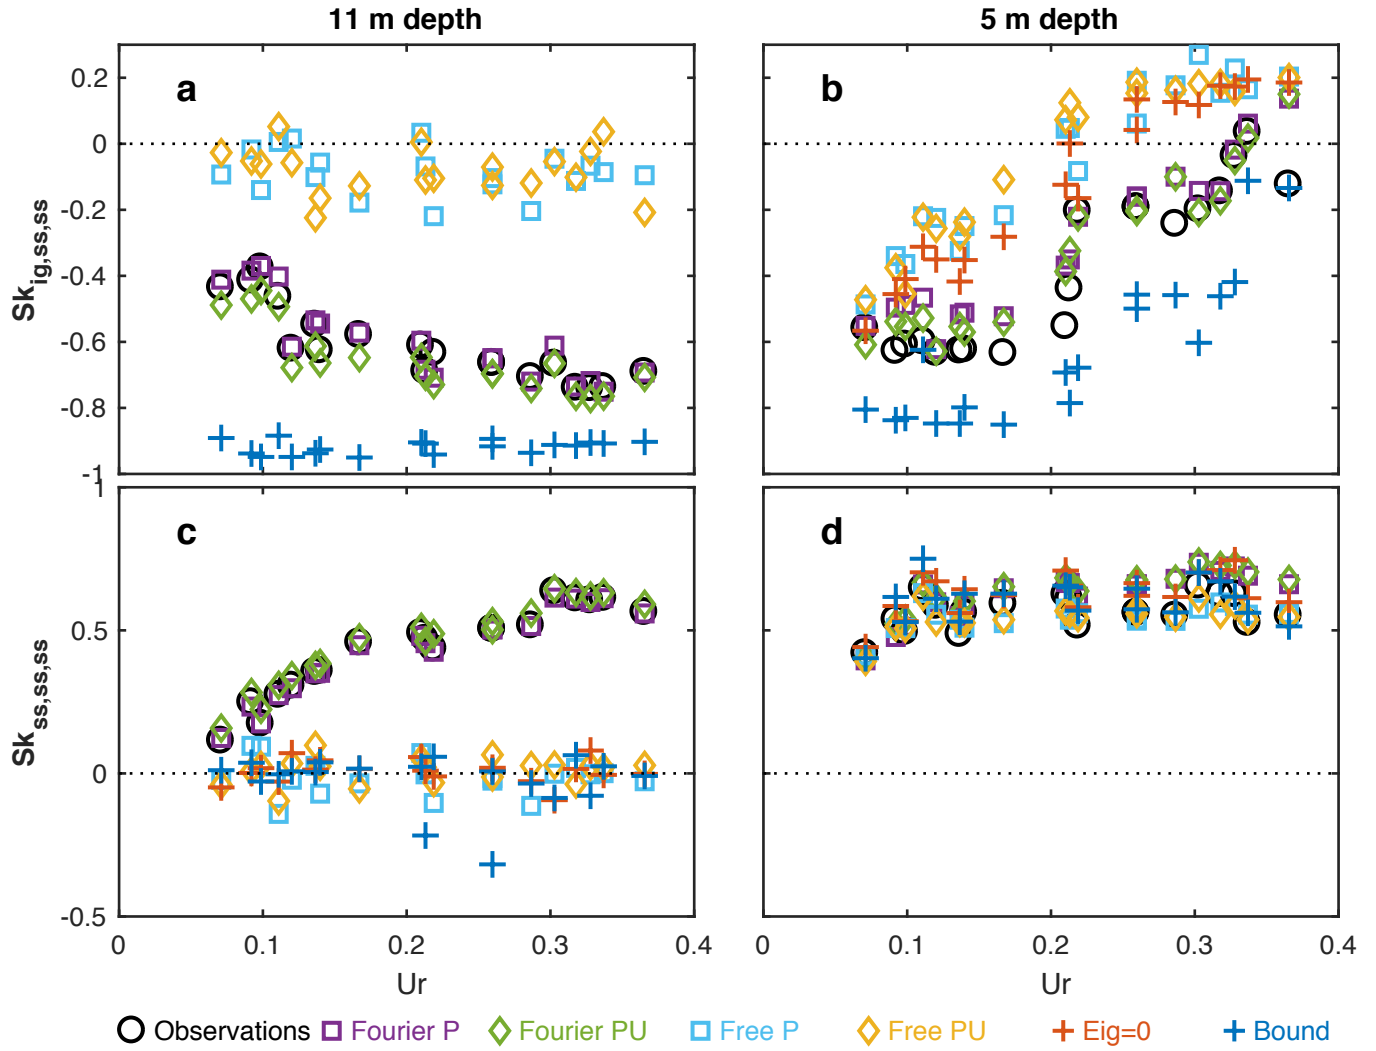 11 m depth
5 m depth
a
b
0.2
0
-0.2
-0.4
-0.6
-0.8
-1
Sk_ig,ss,ss
c
d
1
0.5
0
-0.5
Sk_ss,ss,ss
0 0.1 0.2 0.3 0.4
0 0.1 0.2 0.3 0.4
Ur
Ur
Observations Fourier P Fourier PU Free P Free PU Eig=0 Bound